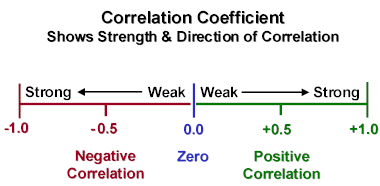 Correlation Coefficient
Shows Strength & Direction of Correlation
Strong Weak Weak Strong
-1.0 -0.5 0.0 +0.5 +1.0
Negative Zero Positive
Correlation Correlation